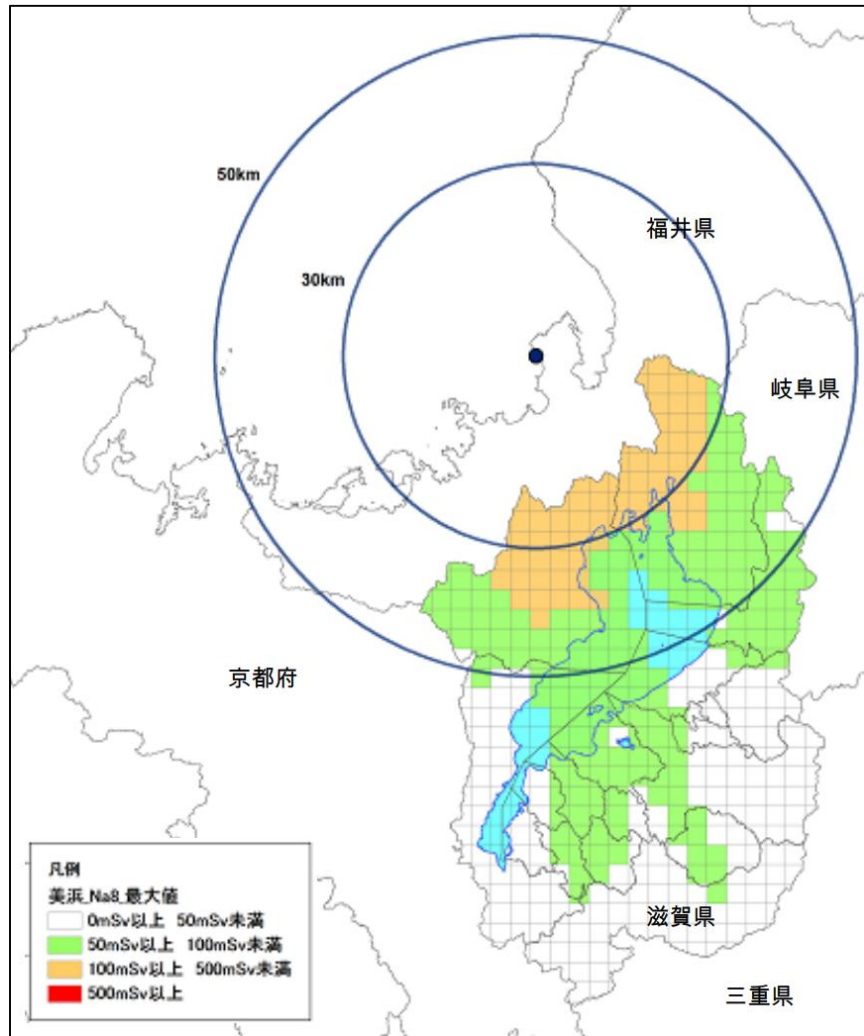 50km
福井県
30km
岐阜県
京都府
凡例
美浜_Na8_最大値
0mSv以上 50mSv未満
50mSv以上 100mSv未満
100mSv以上 500mSv未満
500mSv以上
滋賀県
三重県